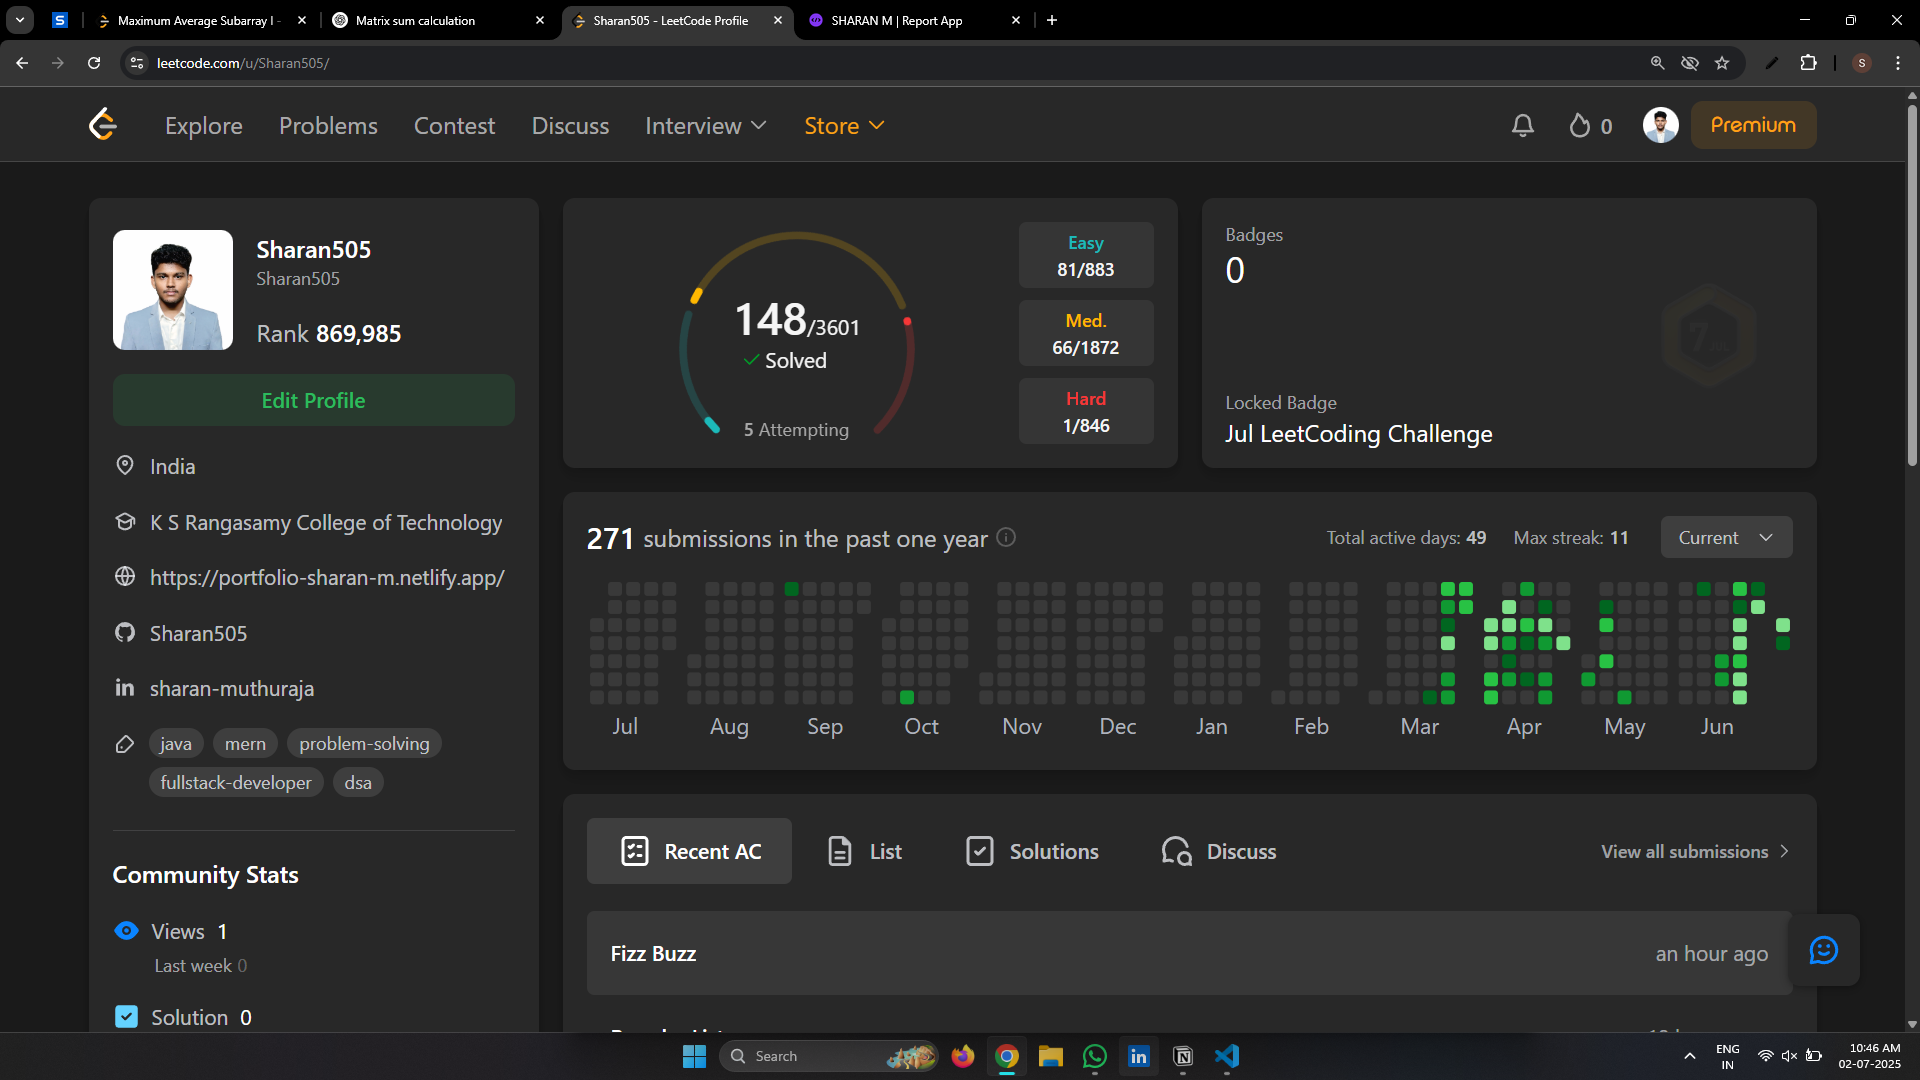 Maximum Average Subarray I -
Matrix sum calculation
Sharan505 - LeetCode Profile
SHARAN M | Report App
leetcode.com/u/Sharan505/
S
Explore
Problems
Contest
Discuss
Interview
Store
0
Premium
Sharan505
Sharan505
Rank 869,985
Edit Profile
India
K S Rangasamy College of Technology
https://portfolio-sharan-m.netlify.app/
Sharan505
sharan-muthuraja
java
mern
problem-solving
fullstack-developer
dsa
Community Stats
Views 1
Last week 0
Solution 0
148/3601
Solved
5 Attempting
Easy
81/883
Med.
66/1872
Hard
1/846
Badges
0
Locked Badge
Jul LeetCoding Challenge
271 submissions in the past one year
Total active days: 49
Max streak: 11
Current
Jul
Aug
Sep
Oct
Nov
Dec
Jan
Feb
Mar
Apr
May
Jun
Recent AC
List
Solutions
Discuss
View all submissions
Fizz Buzz
an hour ago
Search
ENG
IN
10:46 AM
02-07-2025